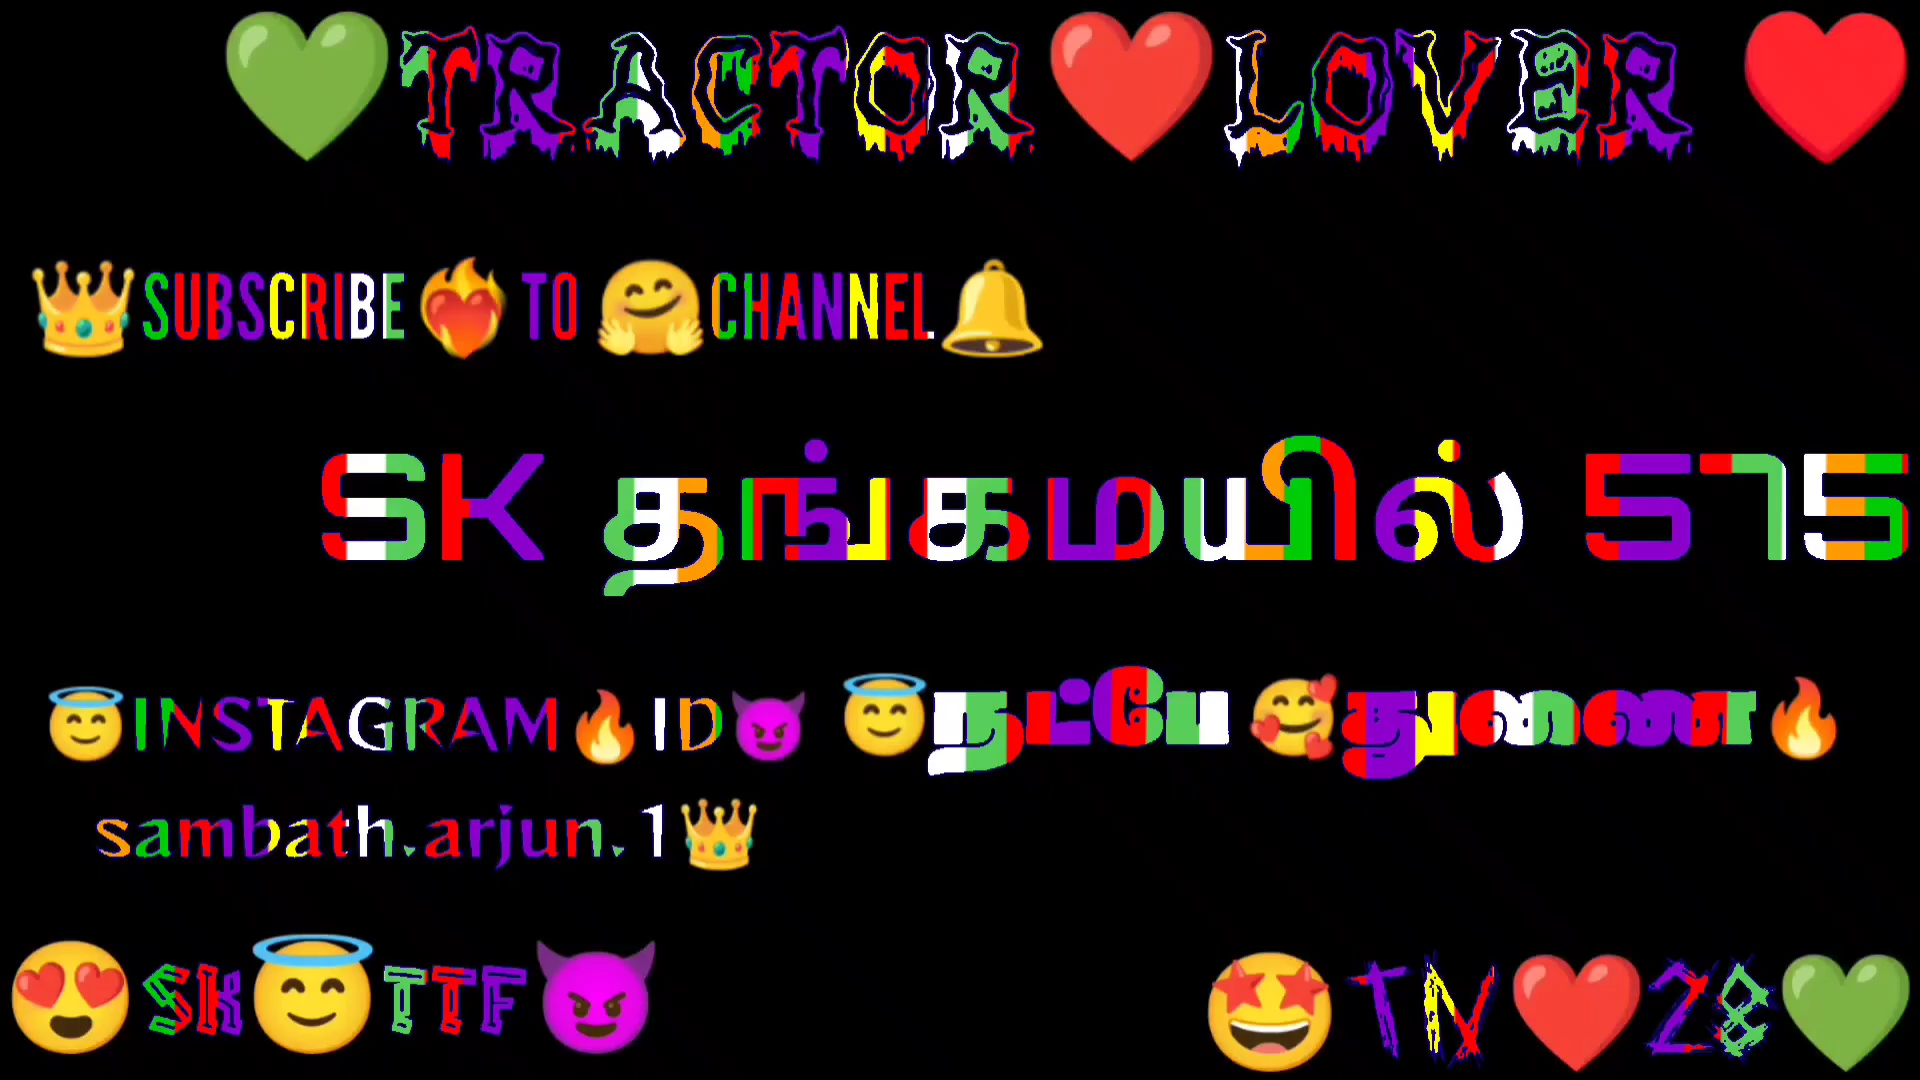 💚TRACTOR❤️LOVER ❤️
👑SUBSCRIBE❤️‍🔥TO 🤗CHANNEL🔔
SK தங்கமயில் 575
😇INSTAGRAM🔥ID😈 😇நட்பே 🥰துணை🔥
sambath.arjun.1👑
😍SK😇TTF😈 🤩TN❤️28💚